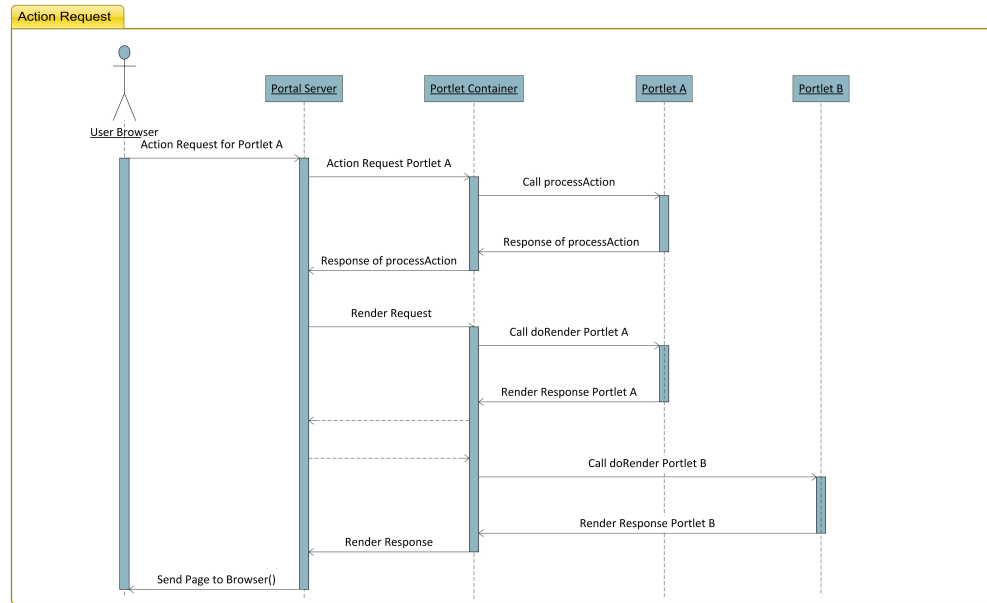 Action Request
Portal Server
Portlet Container
Portlet A
Portlet B
User Browser
Action Request for Portlet A
Action Request Portlet A
Call processAction
Response of processAction
Response of processAction
Render Request
Call doRender Portlet A
Render Response Portlet A
Call doRender Portlet B
Render Response Portlet B
Render Response
Send Page to Browser()